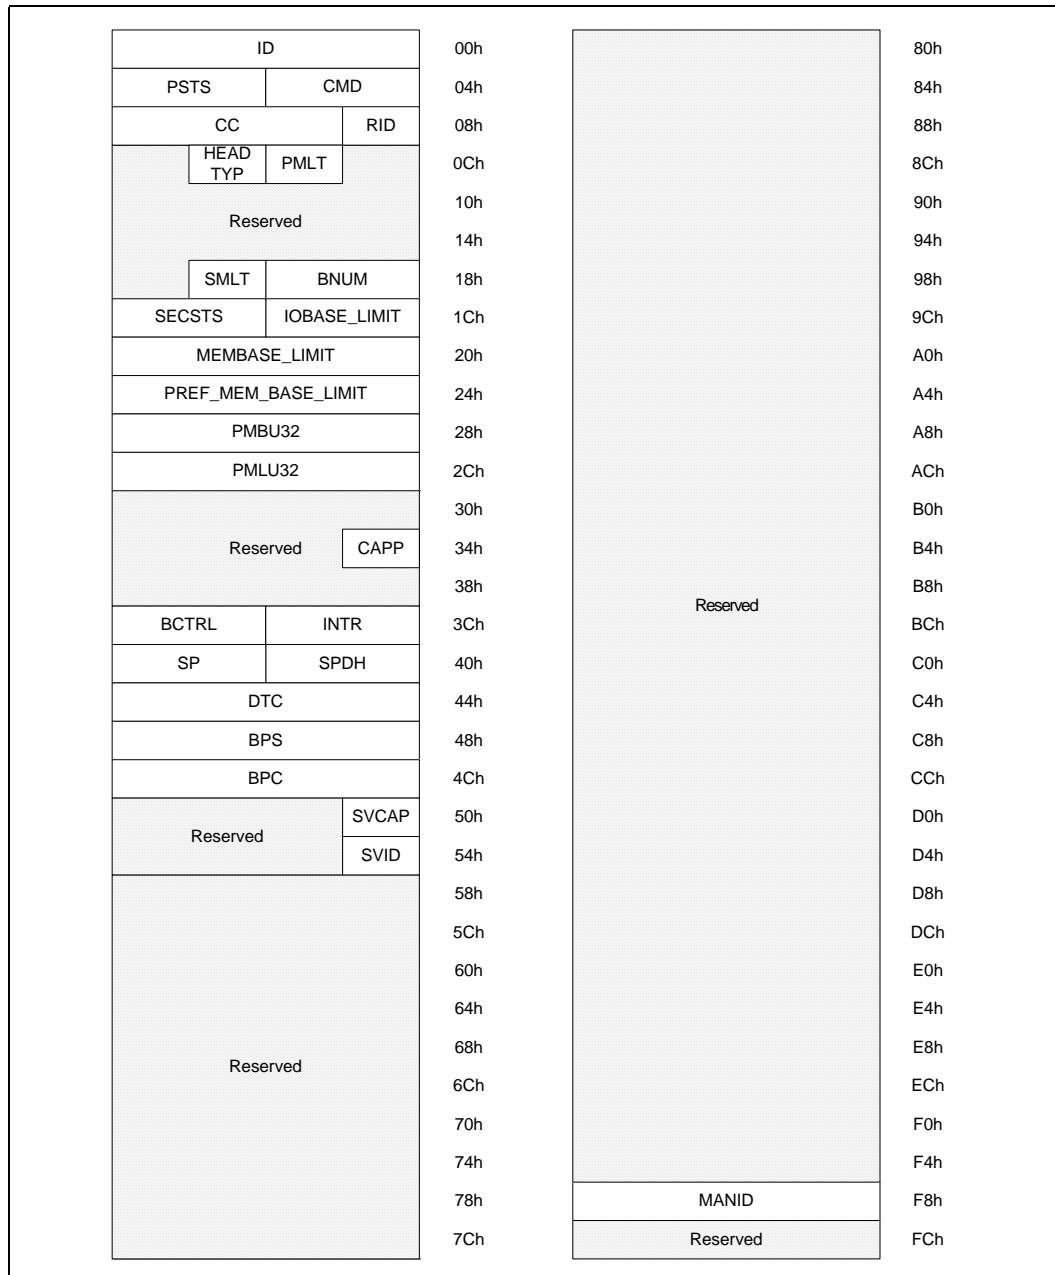 ID 00h
PSTS CMD 04h
CC RID 08h
HEAD
TYP PMLT 0Ch
10h
Reserved
14h
SMLT BNUM 18h
SECSTS IOBASE_LIMIT 1Ch
MEMBASE_LIMIT 20h
PREF_MEM_BASE_LIMIT 24h
PMBU32 28h
PMLU32 2Ch
30h
Reserved CAPP 34h
38h
BCTRL INTR 3Ch
SP SPDH 40h
DTC 44h
BPS 48h
BPC 4Ch
SVCAP 50h
Reserved
SVID 54h
58h
5Ch
60h
64h
68h
Reserved
6Ch
70h
74h
78h
7Ch
80h
84h
88h
8Ch
90h
94h
98h
9Ch
A0h
A4h
A8h
ACh
B0h
B4h
B8h
Reserved
BCh
C0h
C4h
C8h
CCh
D0h
D4h
D8h
DCh
E0h
E4h
E8h
ECh
F0h
F4h
MANID F8h
Reserved FCh